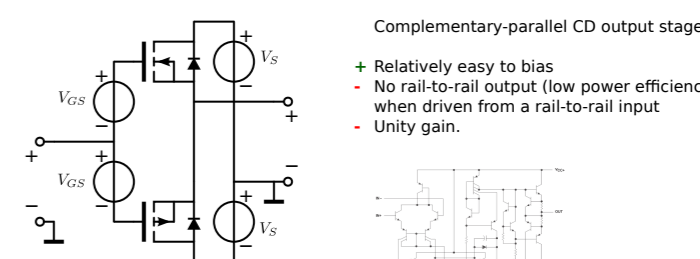 Complementary-parallel CD output stage
+ Relatively easy to bias
- No rail-to-rail output (low power efficienc
when driven from a rail-to-rail input
- Unity gain.
+
V_S
−
+
V_GS
−
+
+
−
+
V_GS
−
−
+
V_S
−
OUT